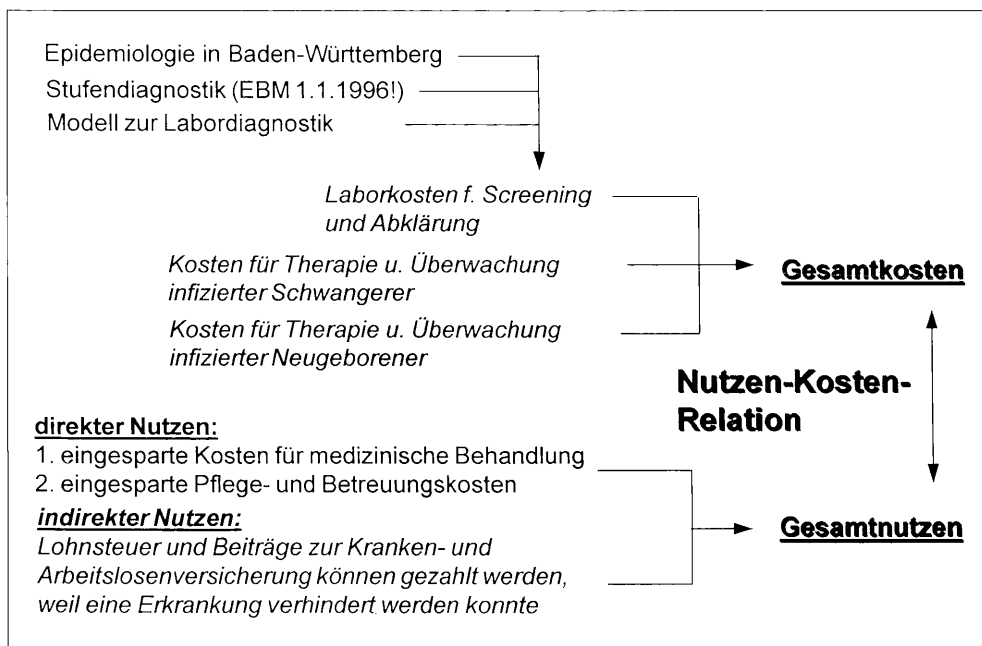 Epidemiologie in Baden-Württemberg
Stufendiagnostik (EBM 1.1.1996!)
Modell zur Labordiagnostik
Laborkosten f. Screening
und Abklärung
Kosten für Therapie u. Überwachung
infizierter Schwangerer
Gesamtkosten
Kosten für Therapie u. Überwachung
infizierter Neugeborener
Nutzen-Kosten-
Relation
direkter Nutzen:
1. eingesparte Kosten für medizinische Behandlung
2. eingesparte Pflege- und Betreuungskosten
indirekter Nutzen:
Gesamtnutzen
Lohnsteuer und Beiträge zur Kranken- und
Arbeitslosenversicherung können gezahlt werden,
weil eine Erkrankung verhindert werden konnte